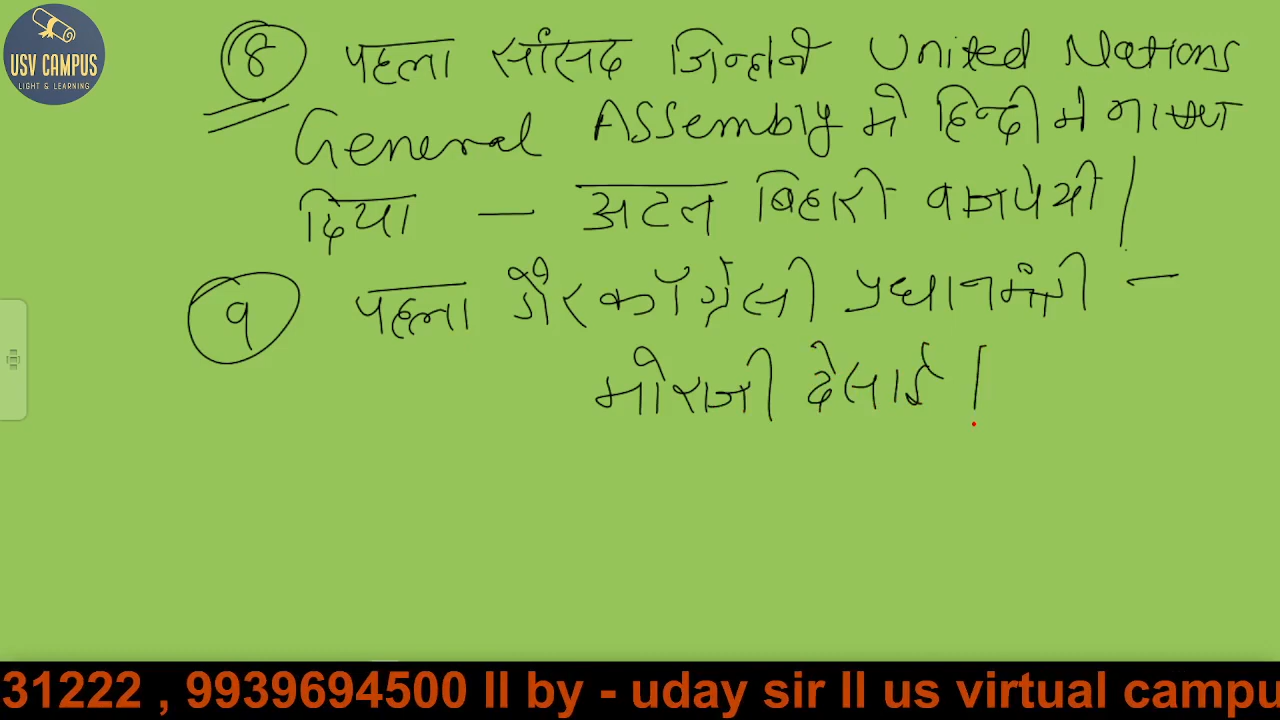 USV CAMPUS
LIGHT & LEARNING
8 पहला सांसद जिन्होंने United Nations
General Assembly मे हिन्दी मे भाषण
दिया — अटल बिहारी वाजपेयी।
9 पहला गैर कॉंग्रेसी प्रधानमंत्री —
मोराजी देसाई।
31222 , 9939694500 ll by - uday sir ll us virtual campu